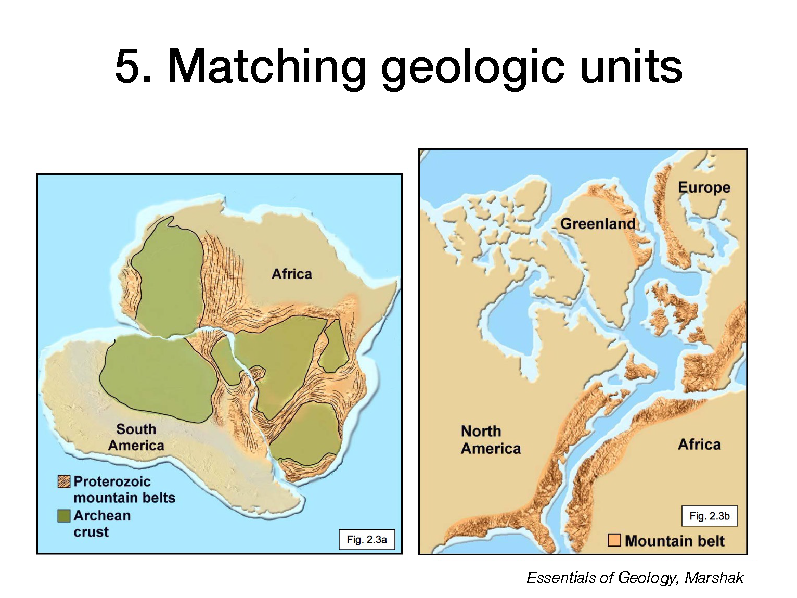 5. Matching geologic units
Africa
South
America
Proterozoic
mountain belts
Archean
crust
Fig. 2.3a
Europe
Greenland
North
America
Africa
Fig. 2.3b
Mountain belt
Essentials of Geology, Marshak